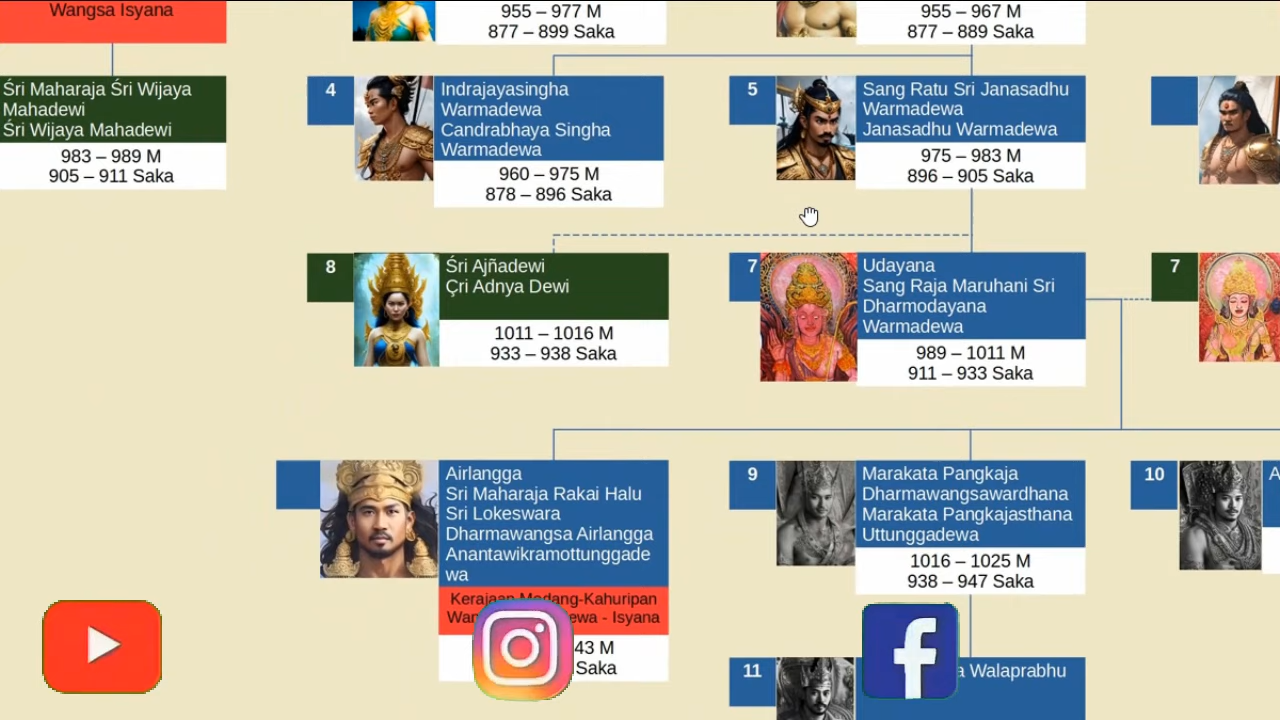 Wangsa Isyana
955 – 977 M
877 – 899 Saka
955 – 967 M
877 – 889 Saka
Śri Maharaja Śri Wijaya
Mahadewi
Śri Wijaya Mahadewi
983 – 989 M
905 – 911 Saka
4
Indrajayasingha
Warmadewa
Candrabhaya Singha
Warmadewa
960 – 975 M
878 – 896 Saka
5
Sang Ratu Sri Janasadhu
Warmadewa
Janasadhu Warmadewa
975 – 983 M
896 – 905 Saka
8
Śri Ajñadewi
Çri Adnya Dewi
1011 – 1016 M
933 – 938 Saka
7
Udayana
Sang Raja Maruhani Sri
Dharmodayana
Warmadewa
989 – 1011 M
911 – 933 Saka
7
Airlangga
Sri Maharaja Rakai Halu
Sri Lokeswara
Dharmawangsa Airlangga
Anantawikramottunggade
wa
Kerajaan Medang-Kahuripan
- Isyana
43 M
Saka
9
Marakata Pangkaja
Dharmawangsawardhana
Marakata Pangkajasthana
Uttunggadewa
1016 – 1025 M
938 – 947 Saka
10
A
11
Walaprabhu